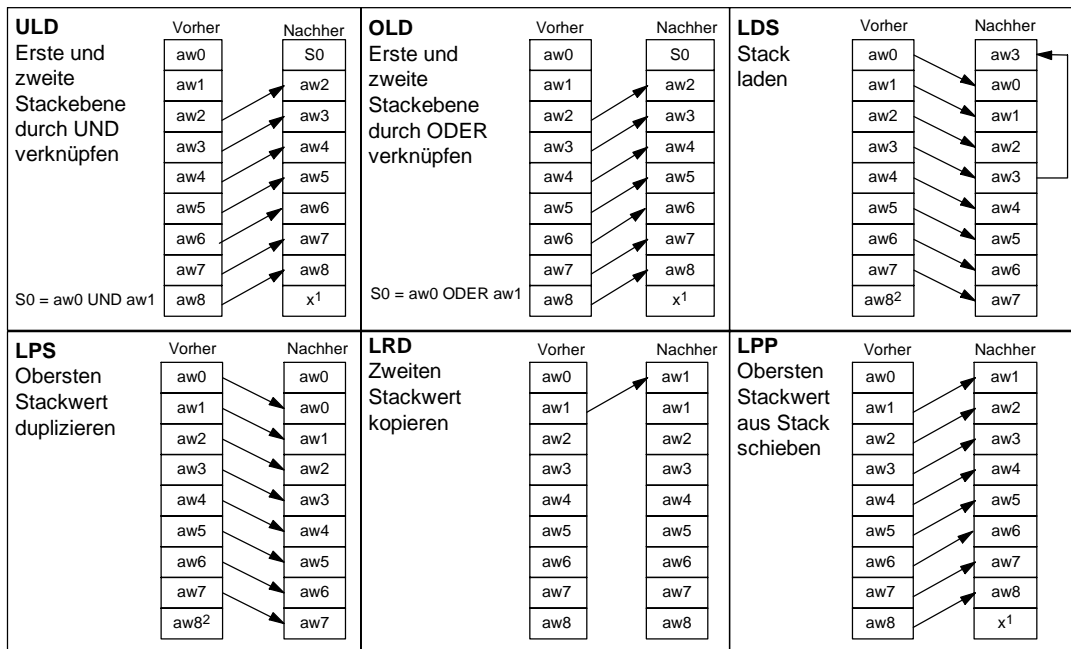 ULD
Erste und
zweite
Stackebene
durch UND
verknüpfen
S0 = aw0 UND aw1
Vorher
aw0
aw1
aw2
aw3
aw4
aw5
aw6
aw7
aw8
Nachher
S0
aw2
aw3
aw4
aw5
aw6
aw7
aw8
x1
OLD
Erste und
zweite
Stackebene
durch ODER
verknüpfen
S0 = aw0 ODER aw1
Vorher
aw0
aw1
aw2
aw3
aw4
aw5
aw6
aw7
aw8
Nachher
S0
aw2
aw3
aw4
aw5
aw6
aw7
aw8
x1
LDS
Stack
laden
Vorher
aw0
aw1
aw2
aw3
aw4
aw5
aw6
aw7
aw82
Nachher
aw3
aw0
aw1
aw2
aw3
aw4
aw5
aw6
aw7
LPS
Obersten
Stackwert
duplizieren
Vorher
aw0
aw1
aw2
aw3
aw4
aw5
aw6
aw7
aw82
Nachher
aw0
aw0
aw1
aw2
aw3
aw4
aw5
aw6
aw7
LRD
Zweiten
Stackwert
kopieren
Vorher
aw0
aw1
aw2
aw3
aw4
aw5
aw6
aw7
aw8
Nachher
aw1
aw1
aw2
aw3
aw4
aw5
aw6
aw7
aw8
LPP
Obersten
Stackwert
aus Stack
schieben
Vorher
aw0
aw1
aw2
aw3
aw4
aw5
aw6
aw7
aw8
Nachher
aw1
aw2
aw3
aw4
aw5
aw6
aw7
aw8
x1